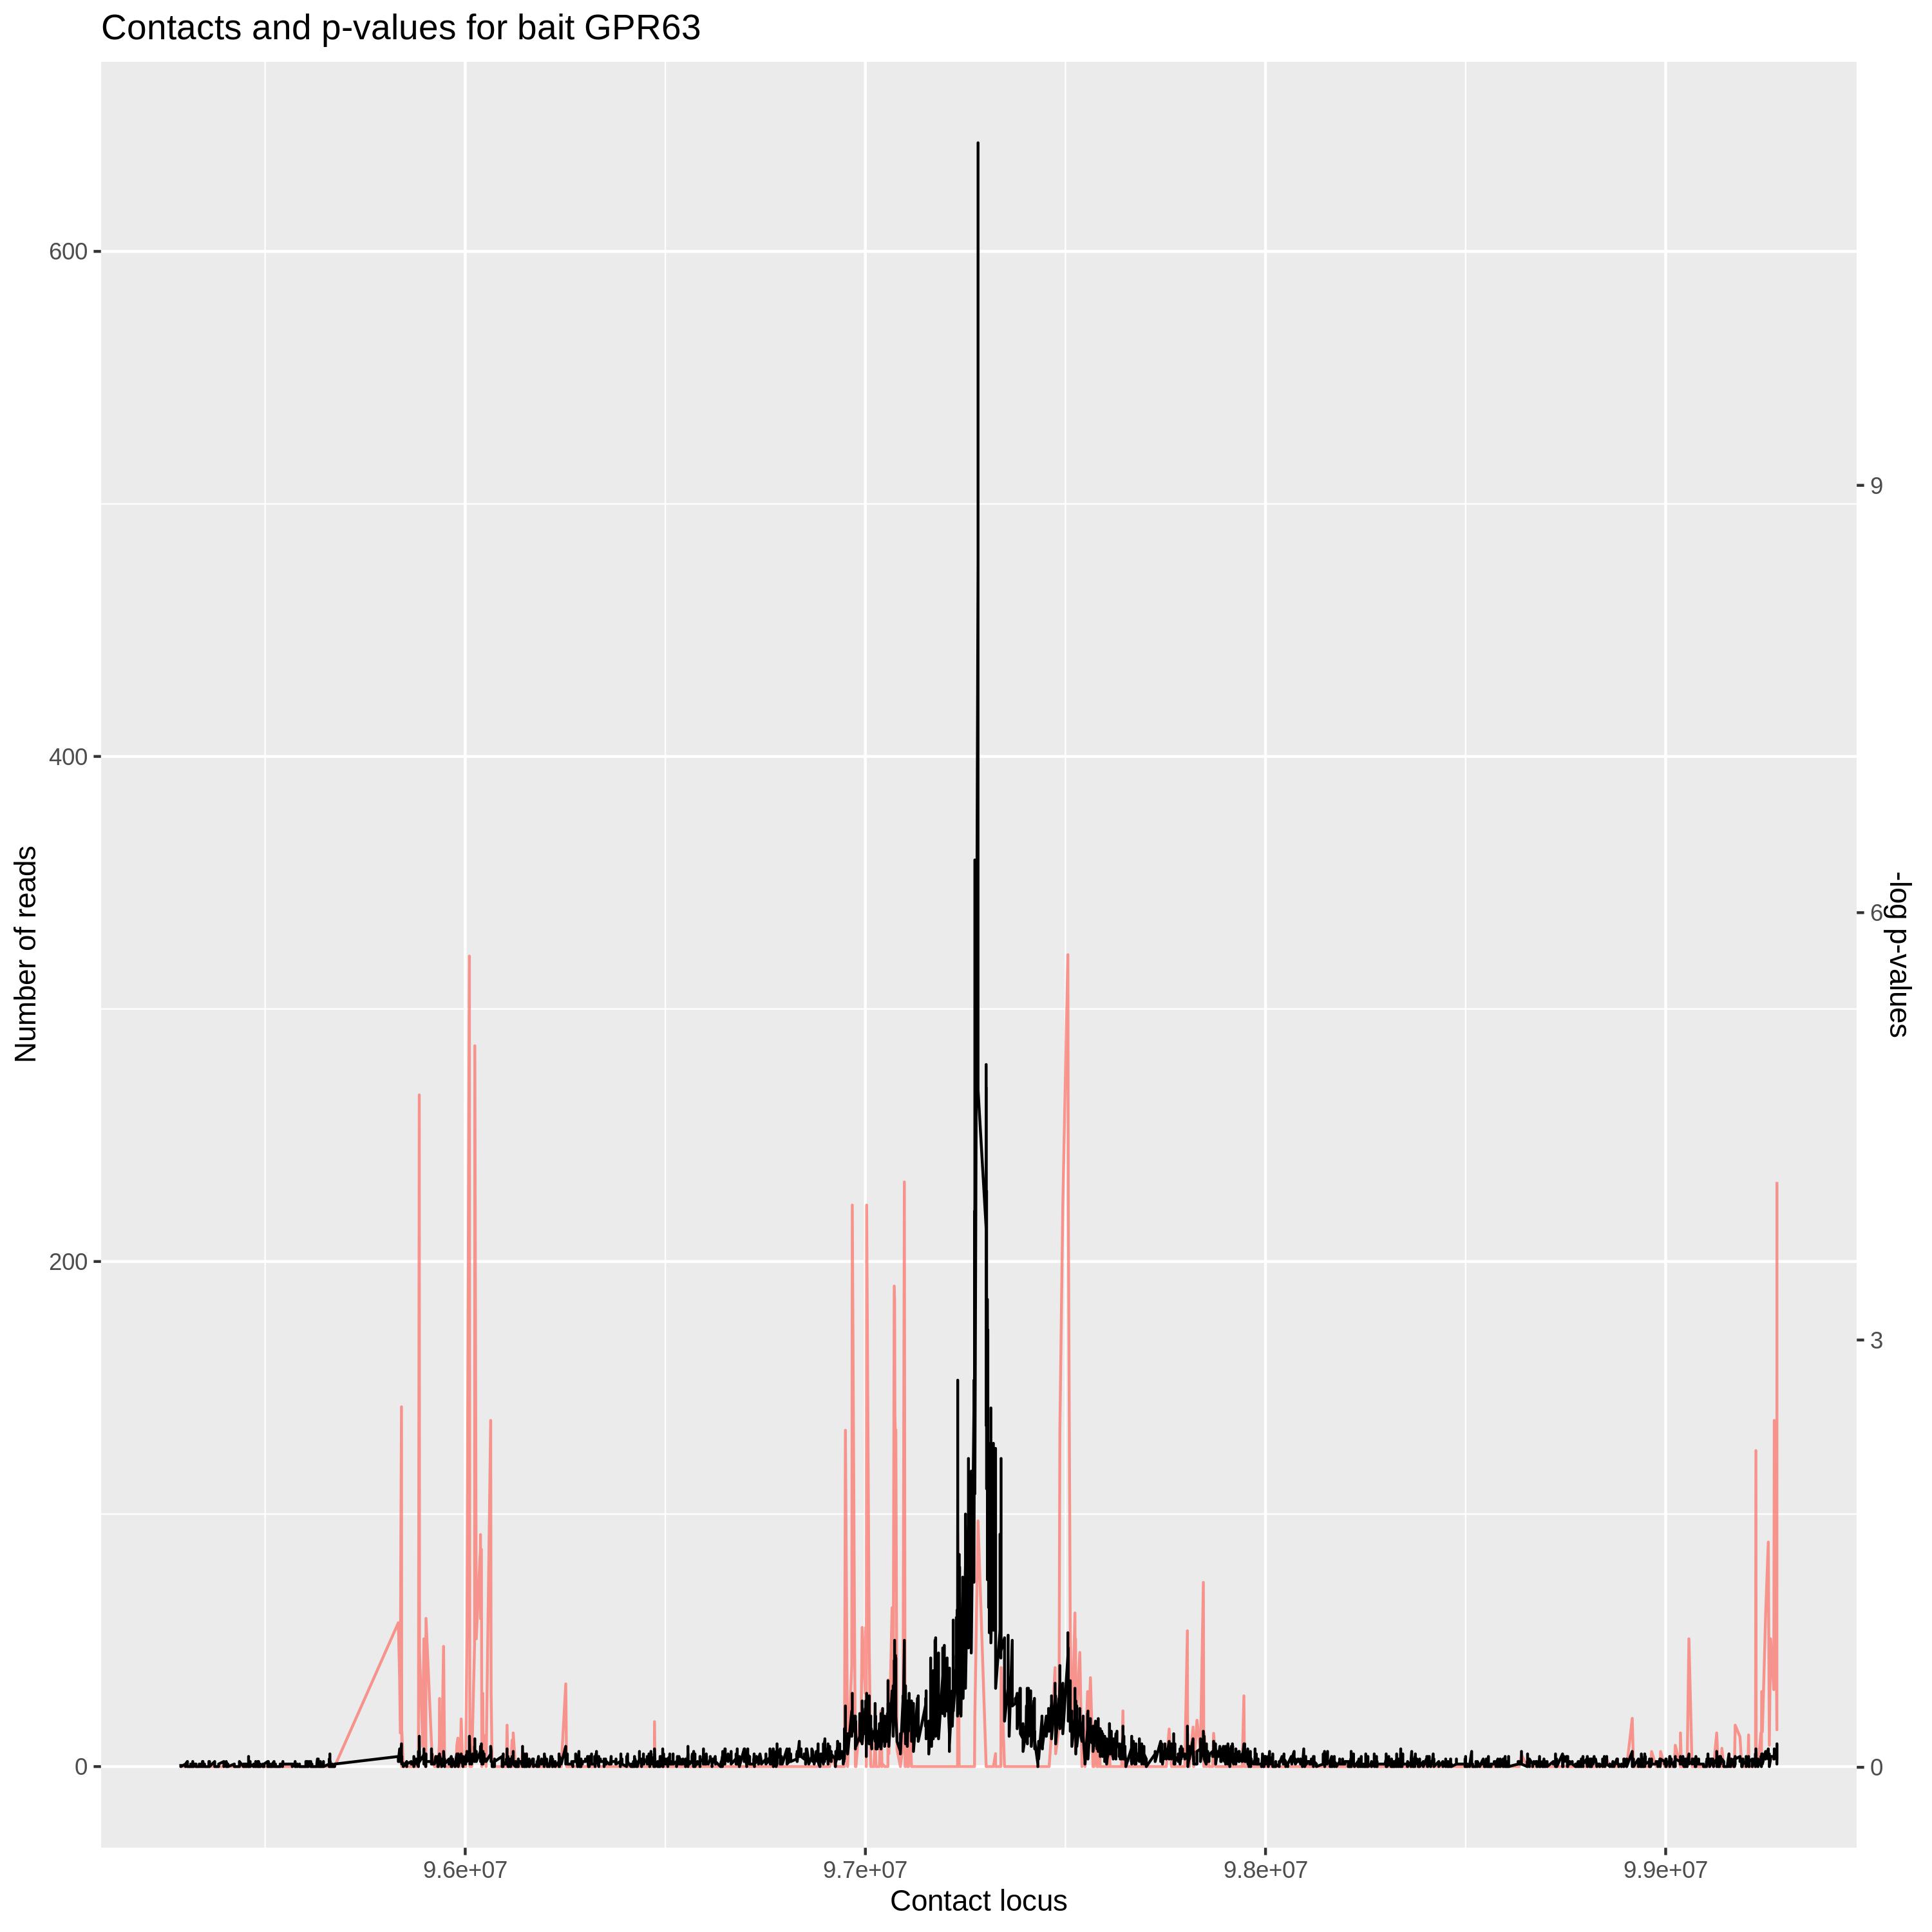 Contacts and p-values for bait GPR63
Number of reads
600
400
200
0
9
6
3
0
-log p-values
9.6e+07
9.7e+07
9.8e+07
9.9e+07
Contact locus